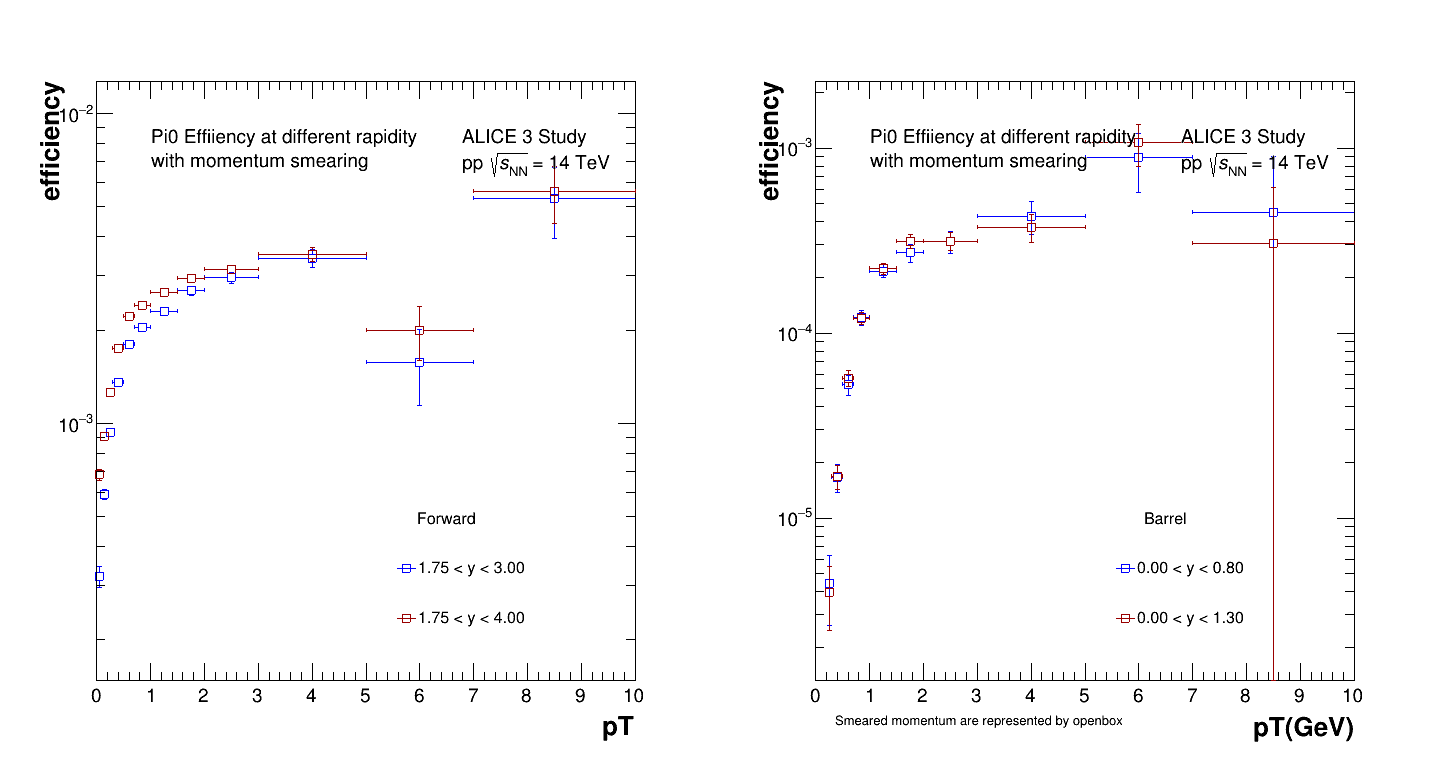 efficiency
10−2
10−3
Pi0 Effiiency at different rapidity
with momentum smearing
ALICE 3 Study
pp √sNN = 14 TeV
Forward
1.75 < y < 3.00
1.75 < y < 4.00
0 1 2 3 4 5 6 7 8 9 10
pT
efficiency
10−3
10−4
10−5
Pi0 Effiiency at different rapidity
with momentum smearing
ALICE 3 Study
pp √sNN = 14 TeV
Barrel
0.00 < y < 0.80
0.00 < y < 1.30
0 1 2 3 4 5 6 7 8 9 10
Smeared momentum are represented by openbox
pT(GeV)